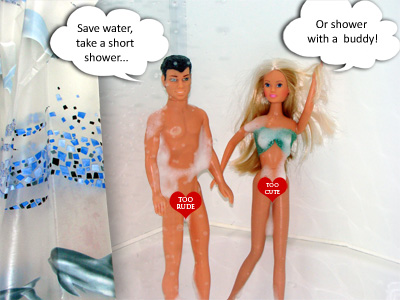 Save water,
take a short
shower...
Or shower
with a buddy!
TOO
RUDE
TOO
CUTE